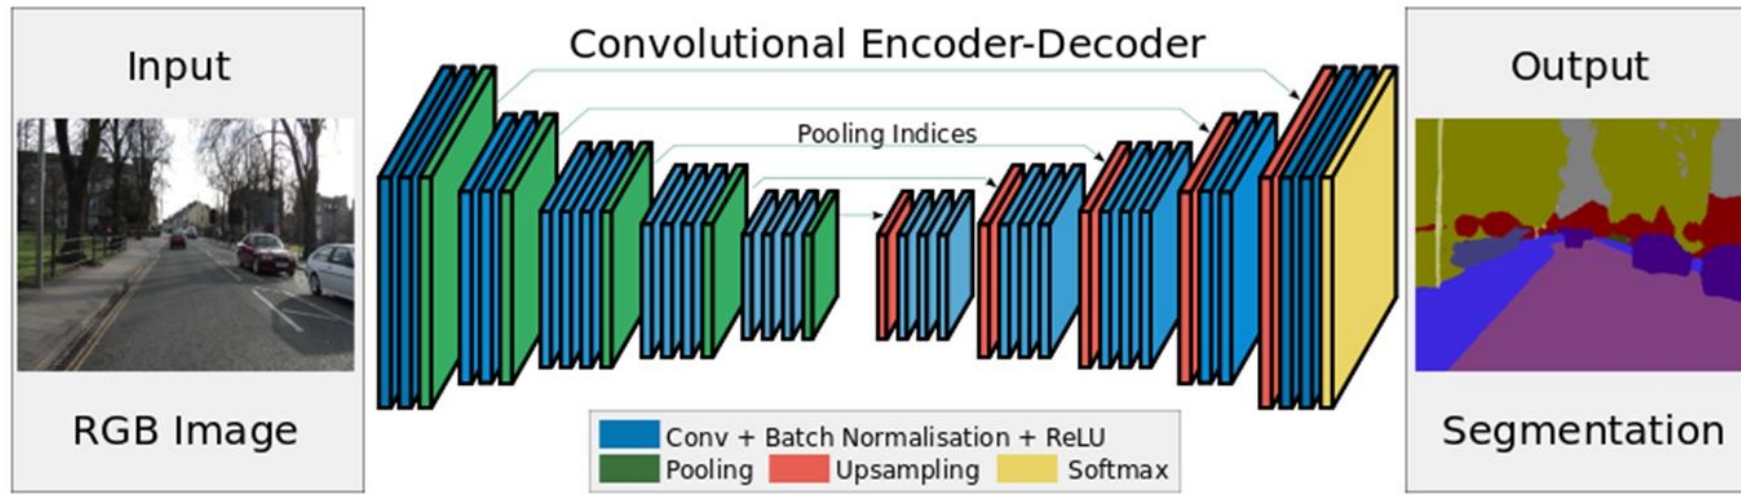 Input
RGB Image
Convolutional Encoder-Decoder
Pooling Indices
Conv + Batch Normalisation + ReLU
Pooling Upsampling Softmax
Output
Segmentation